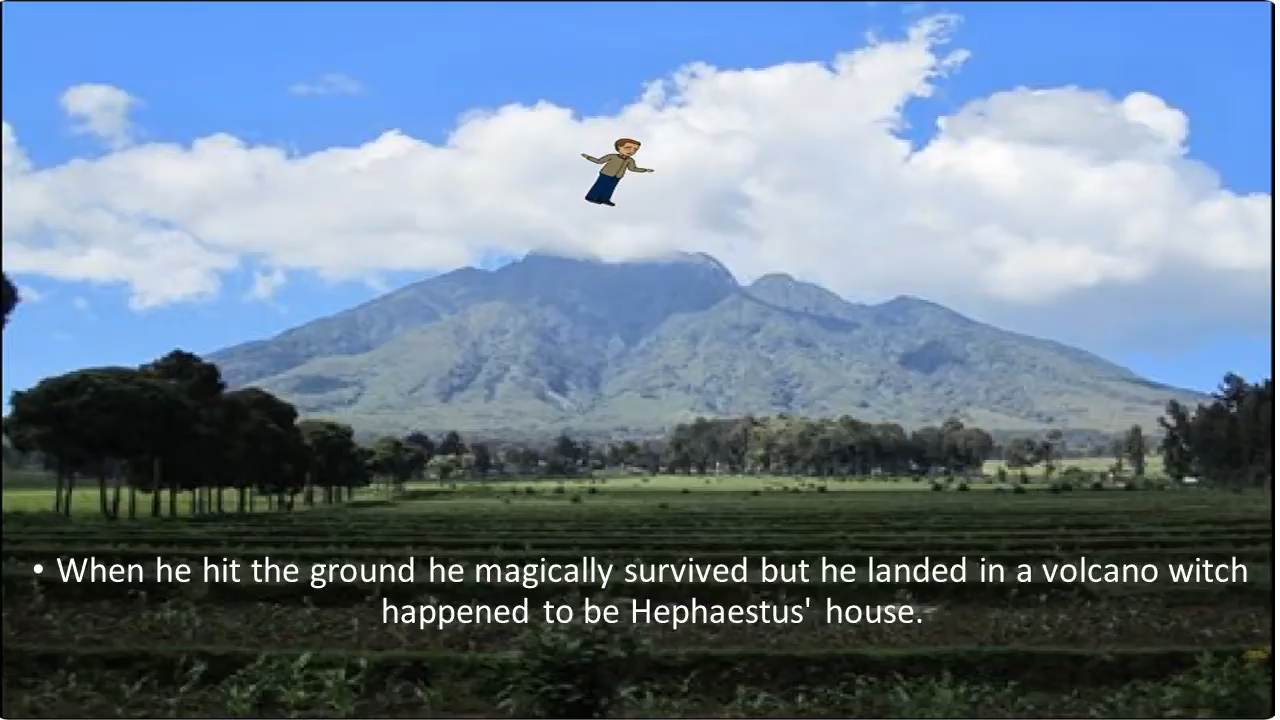 • When he hit the ground he magically survived but he landed in a volcano witch
happened to be Hephaestus' house.